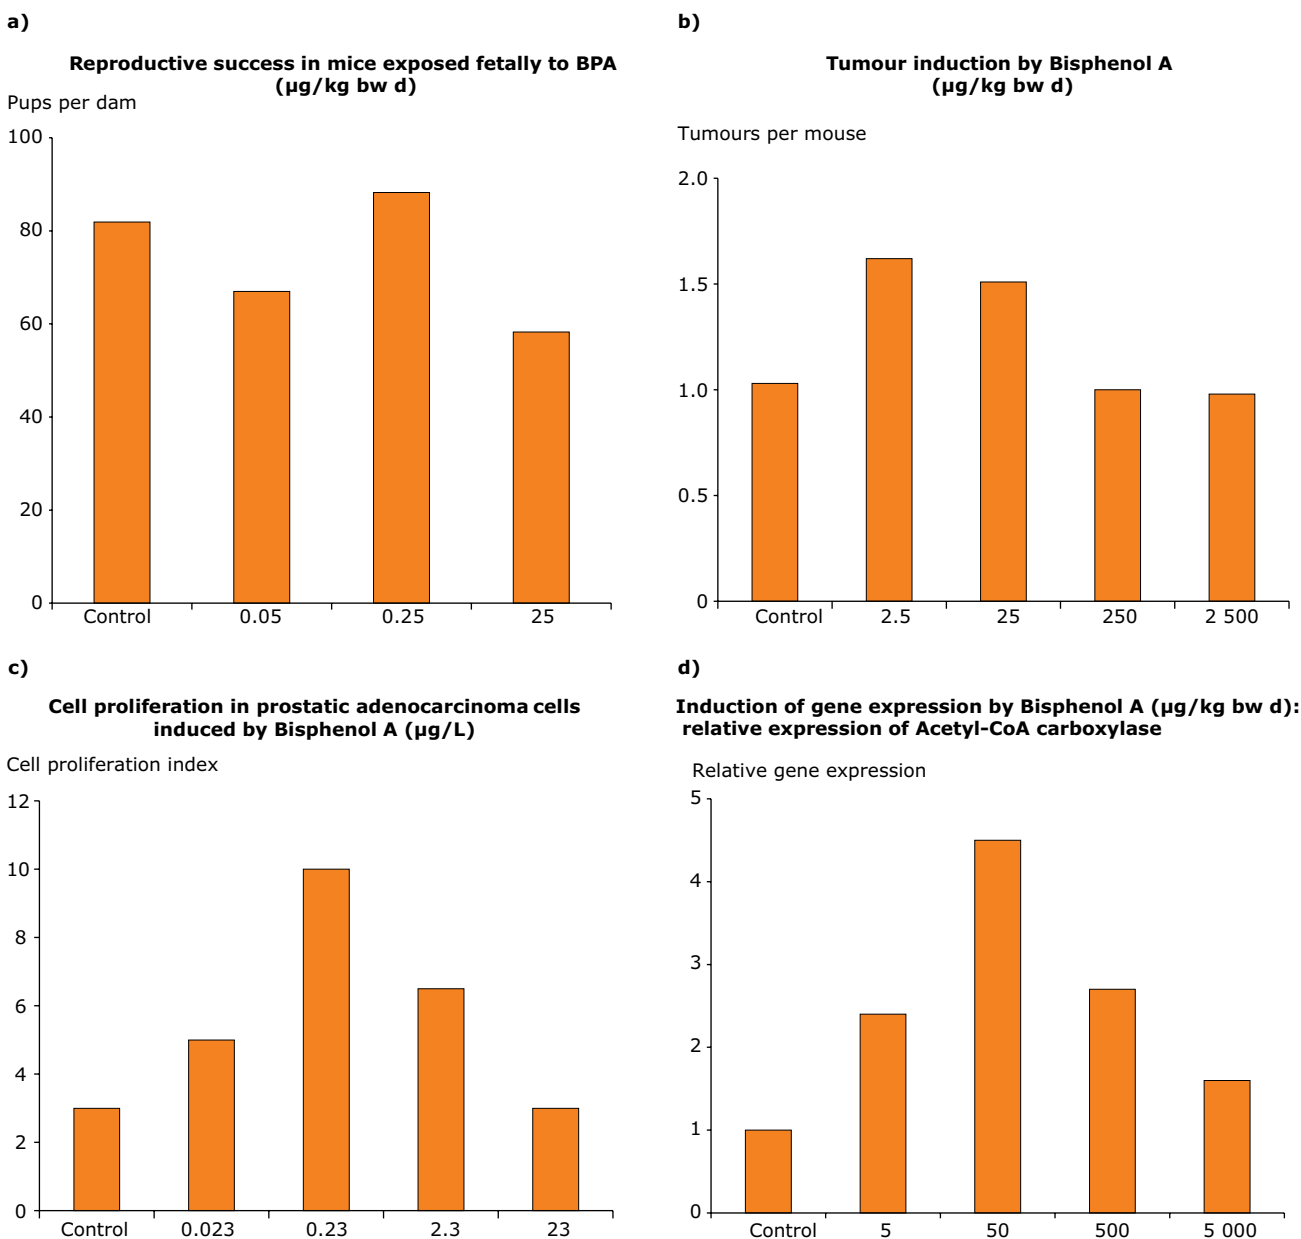 a)
Reproductive success in mice exposed fetally to BPA
(µg/kg bw d)
Pups per dam
100
80
60
40
20
0
Control 0.05 0.25 25
b)
Tumour induction by Bisphenol A
(µg/kg bw d)
Tumours per mouse
2.0
1.5
1.0
0.5
0
Control 2.5 25 250 2 500
c)
Cell proliferation in prostatic adenocarcinoma cells
induced by Bisphenol A (µg/L)
Cell proliferation index
12
10
8
6
4
2
0
Control 0.023 0.23 2.3 23
d)
Induction of gene expression by Bisphenol A (µg/kg bw d):
relative expression of Acetyl-CoA carboxylase
Relative gene expression
5
4
3
2
1
0
Control 5 50 500 5 000